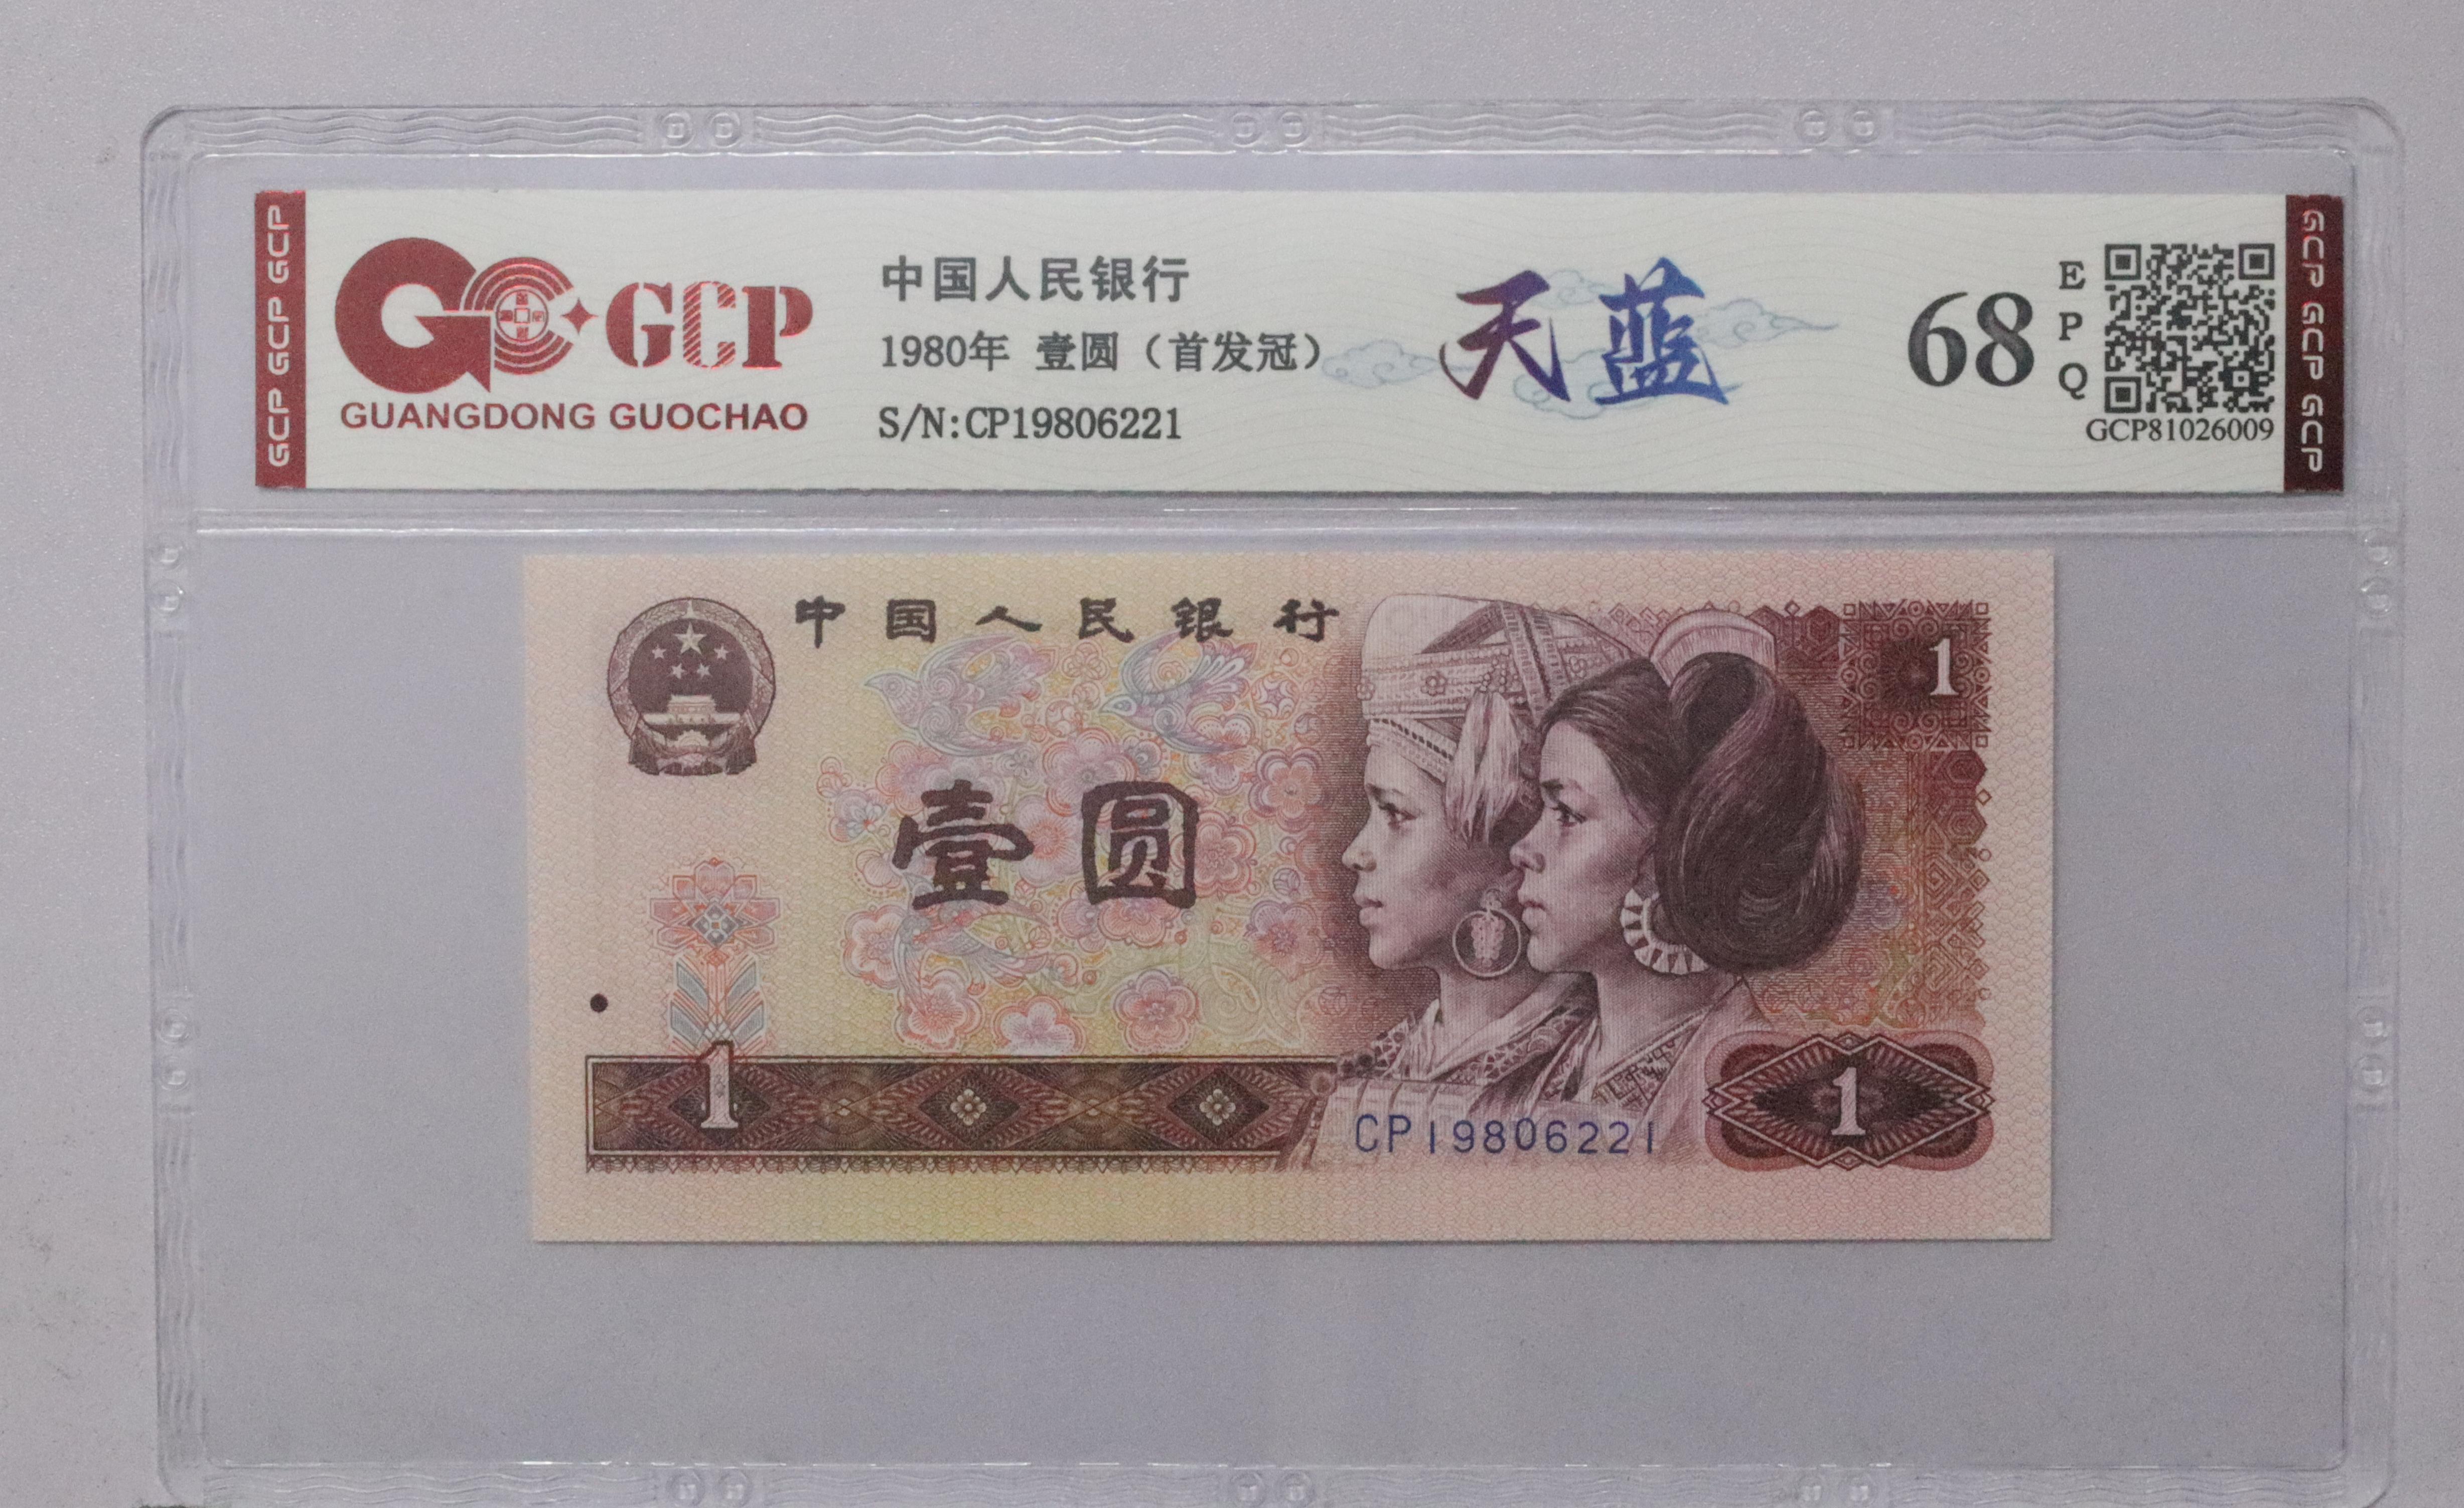 GCP GCP GCP
GCP
GUANGDONG GUOCHAO
中国人民银行
1980年 壹圆（首发冠）
S/N:CP19806221
天蓝
68
EPQ
GCP81026009
GCP GCP GCP
中国人民银行
1
壹圆
1
CP19806221
1